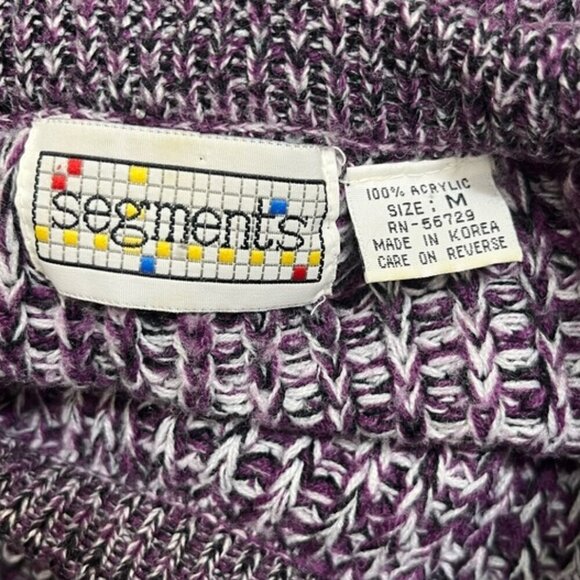 segments
100% ACRYLIC
SIZE: M
RN-55729
MADE IN KOREA
CARE ON REVERSE